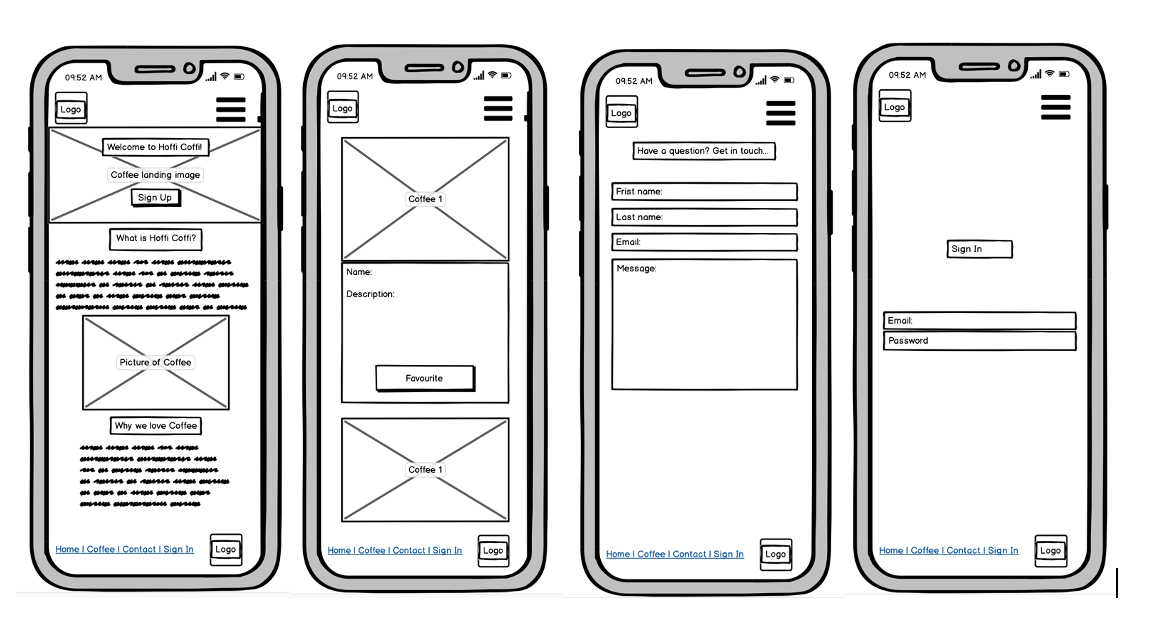 09:52 AM
Logo
Welcome to Hoffi Coffi!
Coffee landing image
Sign Up
What is Hoffi Coffi?
Picture of Coffee
Why we love Coffee
Home | Coffee | Contact | Sign In
Logo
09:52 AM
Logo
Coffee 1
Name:
Description:
Favourite
Coffee 1
Home | Coffee | Contact | Sign In
Logo
09:52 AM
Logo
Have a question? Get in touch...
Frist name:
Last name:
Email:
Message:
Home | Coffee | Contact | Sign In
Logo
09:52 AM
Logo
Sign In
Email:
Password
Home | Coffee | Contact | Sign In
Logo